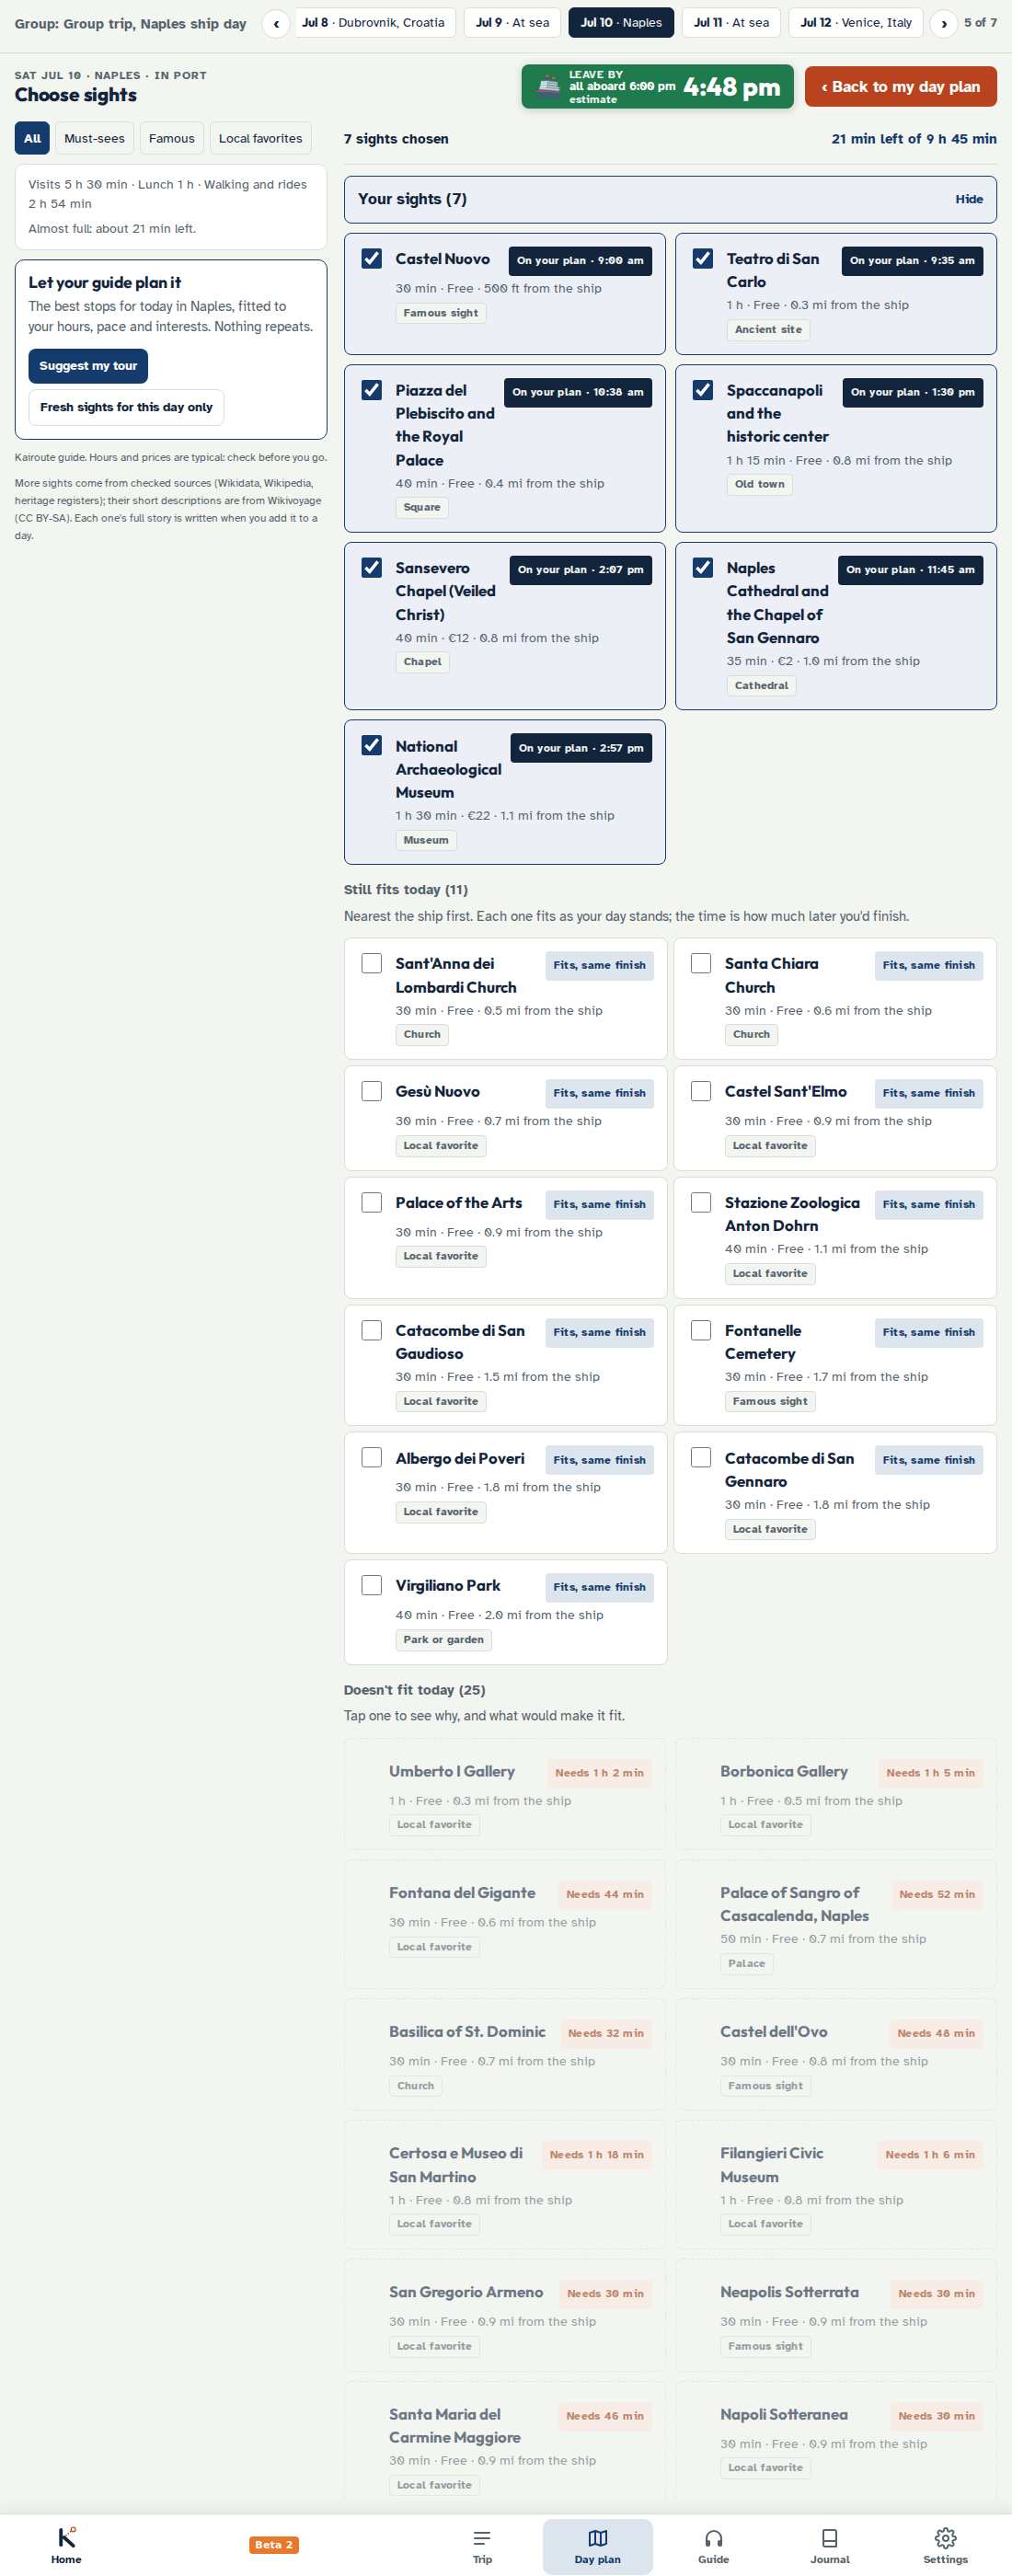 Group: Group trip, Naples ship day
‹
Jul 8 · Dubrovnik, Croatia
Jul 9 · At sea
Jul 10 · Naples
Jul 11 · At sea
Jul 12 · Venice, Italy
›
5 of 7
SAT JUL 10 · NAPLES · IN PORT
Choose sights
LEAVE BY
all aboard 6:00 pm
estimate
4:48 pm
‹ Back to my day plan
All
Must-sees
Famous
Local favorites
Visits 5 h 30 min · Lunch 1 h · Walking and rides
2 h 54 min
Almost full: about 21 min left.
Let your guide plan it
The best stops for today in Naples, fitted to
your hours, pace and interests. Nothing repeats.
Suggest my tour
Fresh sights for this day only
Kairoute guide. Hours and prices are typical: check before you go.
More sights come from checked sources (Wikidata, Wikipedia,
heritage registers); their short descriptions are from Wikivoyage
(CC BY-SA). Each one's full story is written when you add it to a
day.
7 sights chosen
21 min left of 9 h 45 min
Your sights (7)
Hide
Castel Nuovo
On your plan · 9:00 am
30 min · Free · 500 ft from the ship
Famous sight
Teatro di San
Carlo
On your plan · 9:35 am
1 h · Free · 0.3 mi from the ship
Ancient site
Piazza del
Plebiscito and
the Royal
Palace
On your plan · 10:38 am
40 min · Free · 0.4 mi from the ship
Square
Spaccanapoli
and the
historic center
On your plan · 1:30 pm
1 h 15 min · Free · 0.8 mi from the ship
Old town
Sansevero
Chapel (Veiled
Christ)
On your plan · 2:07 pm
40 min · €12 · 0.8 mi from the ship
Chapel
Naples
Cathedral and
the Chapel of
San Gennaro
On your plan · 11:45 am
35 min · €2 · 1.0 mi from the ship
Cathedral
National
Archaeological
Museum
On your plan · 2:57 pm
1 h 30 min · €22 · 1.1 mi from the ship
Museum
Still fits today (11)
Nearest the ship first. Each one fits as your day stands; the time is how much later you'd finish.
Sant'Anna dei
Lombardi Church
Fits, same finish
30 min · Free · 0.5 mi from the ship
Church
Santa Chiara
Church
Fits, same finish
30 min · Free · 0.6 mi from the ship
Church
Gesù Nuovo
Fits, same finish
30 min · Free · 0.7 mi from the ship
Local favorite
Castel Sant'Elmo
Fits, same finish
30 min · Free · 0.9 mi from the ship
Local favorite
Palace of the Arts
Fits, same finish
30 min · Free · 0.9 mi from the ship
Local favorite
Stazione Zoologica
Anton Dohrn
Fits, same finish
40 min · Free · 1.1 mi from the ship
Local favorite
Catacombe di San
Gaudioso
Fits, same finish
30 min · Free · 1.5 mi from the ship
Local favorite
Fontanelle
Cemetery
Fits, same finish
30 min · Free · 1.7 mi from the ship
Famous sight
Albergo dei Poveri
Fits, same finish
30 min · Free · 1.8 mi from the ship
Local favorite
Catacombe di San
Gennaro
Fits, same finish
30 min · Free · 1.8 mi from the ship
Local favorite
Virgiliano Park
Fits, same finish
40 min · Free · 2.0 mi from the ship
Park or garden
Doesn't fit today (25)
Tap one to see why, and what would make it fit.
Umberto I Gallery
Needs 1 h 2 min
1 h · Free · 0.3 mi from the ship
Local favorite
Borbonica Gallery
Needs 1 h 5 min
1 h · Free · 0.5 mi from the ship
Local favorite
Fontana del Gigante
Needs 44 min
30 min · Free · 0.6 mi from the ship
Local favorite
Palace of Sangro of
Casacalenda, Naples
Needs 52 min
50 min · Free · 0.7 mi from the ship
Palace
Basilica of St. Dominic
Needs 32 min
30 min · Free · 0.7 mi from the ship
Church
Castel dell'Ovo
Needs 48 min
30 min · Free · 0.8 mi from the ship
Famous sight
Certosa e Museo di
San Martino
Needs 1 h 18 min
1 h · Free · 0.8 mi from the ship
Local favorite
Filangieri Civic
Museum
Needs 1 h 6 min
1 h · Free · 0.8 mi from the ship
Local favorite
San Gregorio Armeno
Needs 30 min
30 min · Free · 0.9 mi from the ship
Local favorite
Neapolis Sotterrata
Needs 30 min
30 min · Free · 0.9 mi from the ship
Famous sight
Santa Maria del
Carmine Maggiore
Needs 46 min
30 min · Free · 0.9 mi from the ship
Local favorite
Napoli Sotteranea
Needs 30 min
30 min · Free · 0.9 mi from the ship
Local favorite
Home
Beta 2
Trip
Day plan
Guide
Journal
Settings